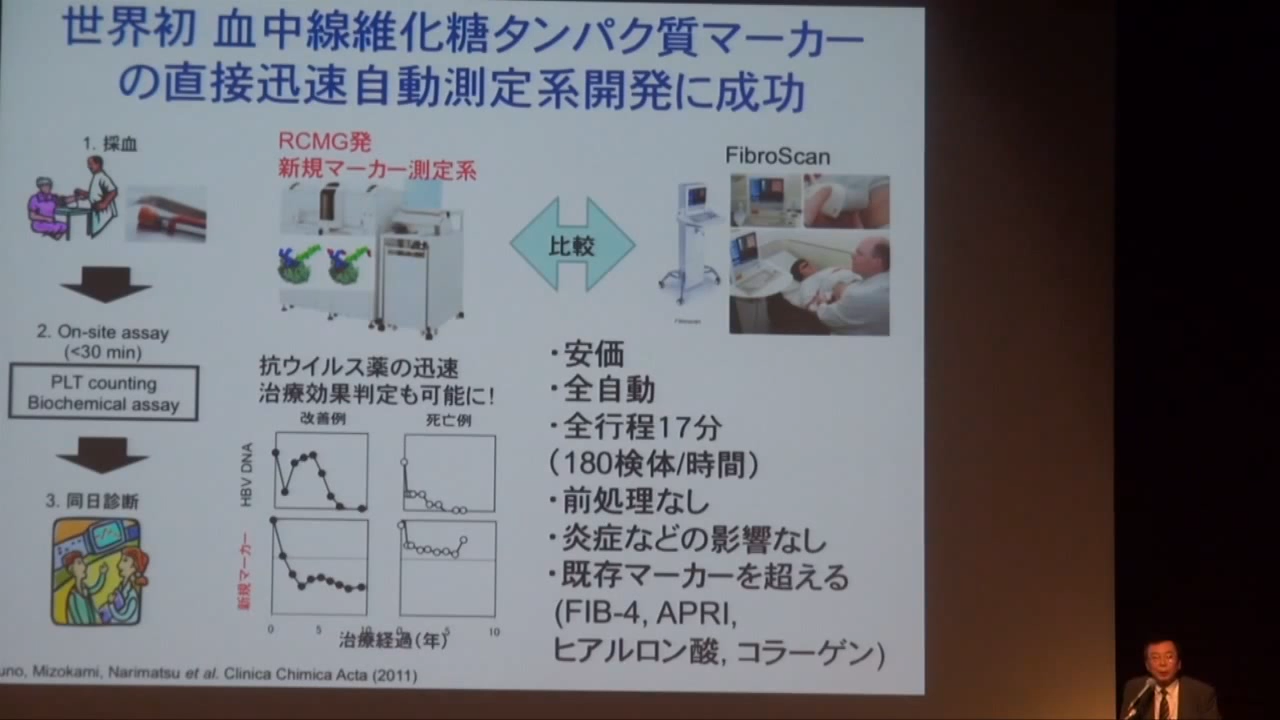 世界初 血中線維化糖タンパク質マーカー
の直接迅速自動測定系開発に成功
1. 採血
2. On-site assay
(<30 min)
PLT counting
Biochemical assay
3. 同日診断
RCMG発
新規マーカー測定系
比較
FibroScan
Fibroscan
抗ウイルス薬の迅速
治療効果判定も可能に!
改善例
死亡例
HBV DNA
新規マーカー
0 5 10 5 10
治療経過(年)
・安価
・全自動
・全行程17分
(180検体/時間)
・前処理なし
・炎症などの影響なし
・既存マーカーを超える
(FIB-4, APRI,
ヒアルロン酸, コラーゲン)
Mizokami, Narimatsu et al. Clinica Chimica Acta (2011)